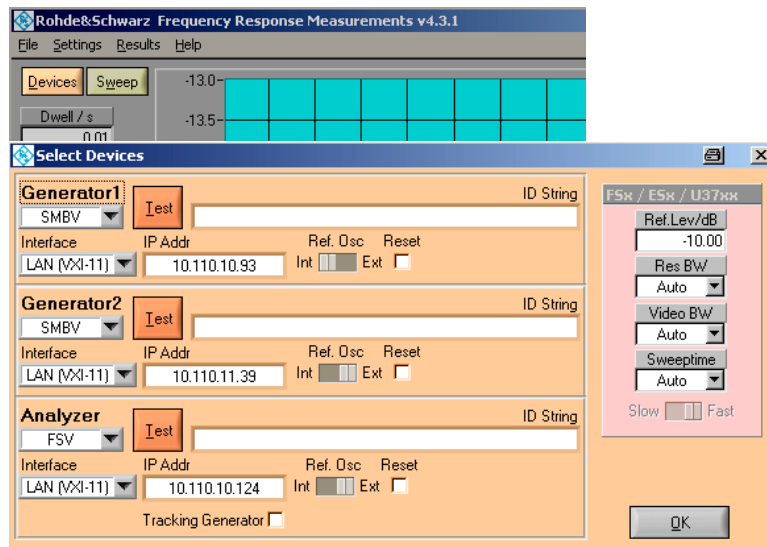 Rohde&Schwarz Frequency Response Measurements v4.3.1
File Settings Results Help
Devices Sweep
-13.0
Dwell / s
-13.5
0.01
Select Devices
Generator1
ID String
SMBV
Test
Interface IP Addr Ref. Osc Reset
LAN (VXI-11) 10.110.10.93 Int Ext
Generator2
ID String
SMBV
Test
Interface IP Addr Ref. Osc Reset
LAN (VXI-11) 10.110.11.39 Int Ext
Analyzer
ID String
FSV
Test
Interface IP Addr Ref. Osc Reset
LAN (VXI-11) 10.110.10.124 Int Ext
Tracking Generator
FSx / ESx / U37xx
Ref.Lev/dB
-10.00
Res BW
Auto
Video BW
Auto
Sweeptime
Auto
Slow Fast
OK